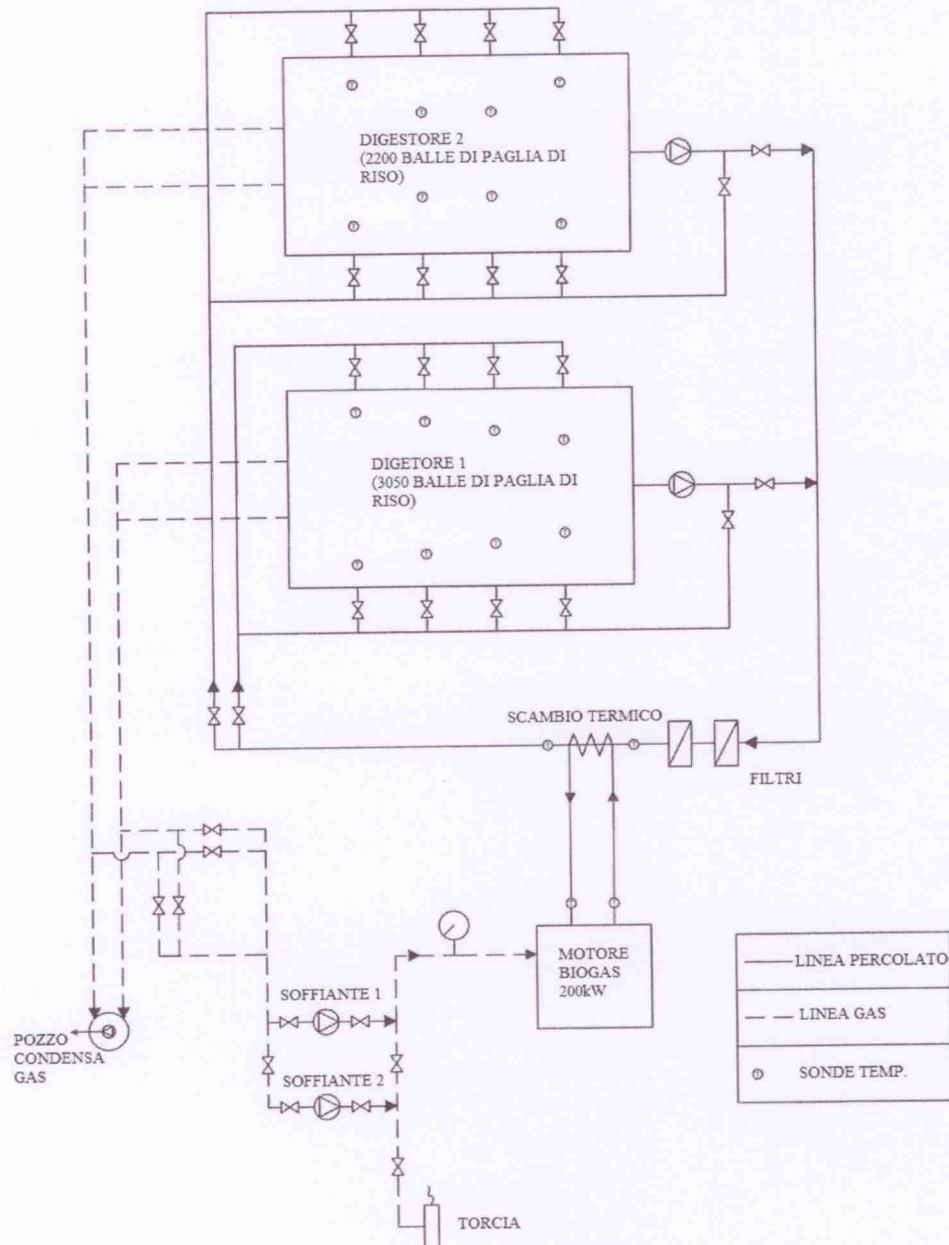 DIGESTORE 2
(2200 BALLE DI PAGLIA DI
RISO)
DIGETORE 1
(3050 BALLE DI PAGLIA DI
RISO)
SCAMBIO TERMICO
FILTRI
MOTORE
BIOGAS
200kW
SOFFIANTE 1
SOFFIANTE 2
POZZO
CONDENSA
GAS
TORCIA
LINEA PERCOLATO
LINEA GAS
T SONDE TEMP.